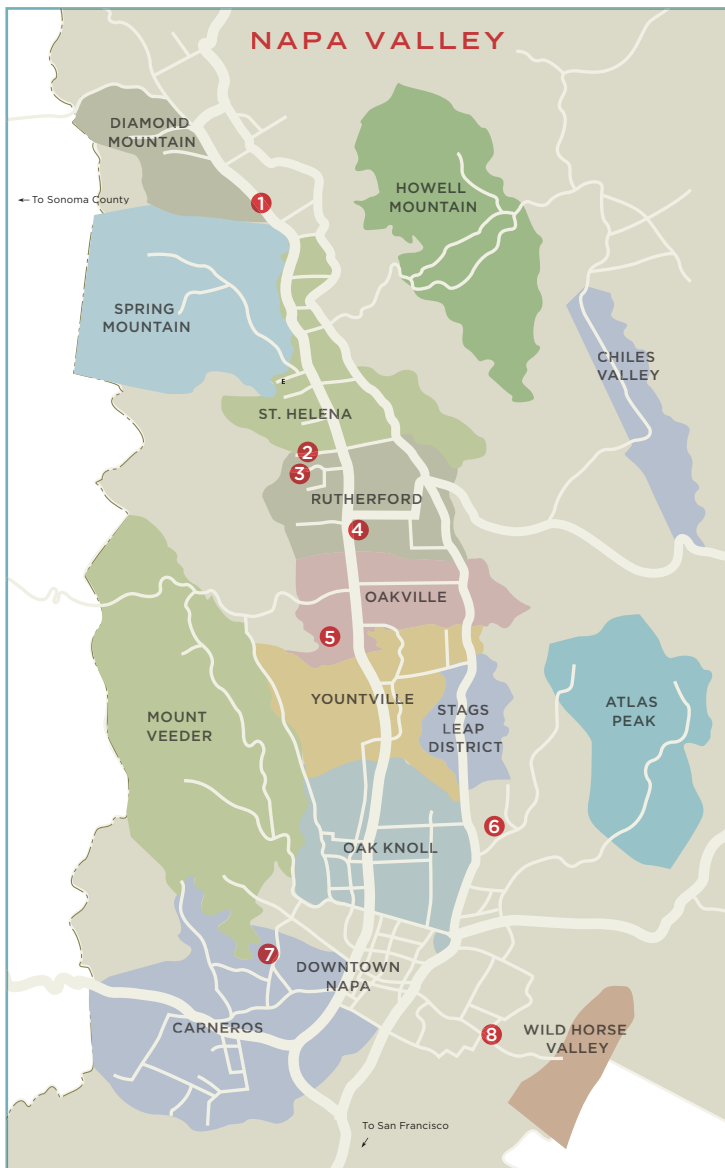 NAPA VALLEY
DIAMOND
MOUNTAIN
HOWELL
MOUNTAIN
To Sonoma County
1
SPRING
MOUNTAIN
CHILES
VALLEY
E
ST. HELENA
2
3
RUTHERFORD
4
OAKVILLE
5
YOUNTVILLE
MOUNT
VEEDER
STAGS
LEAP
DISTRICT
ATLAS
PEAK
6
OAK KNOLL
7
DOWNTOWN
NAPA
CARNEROS
8
WILD HORSE
VALLEY
To San Francisco